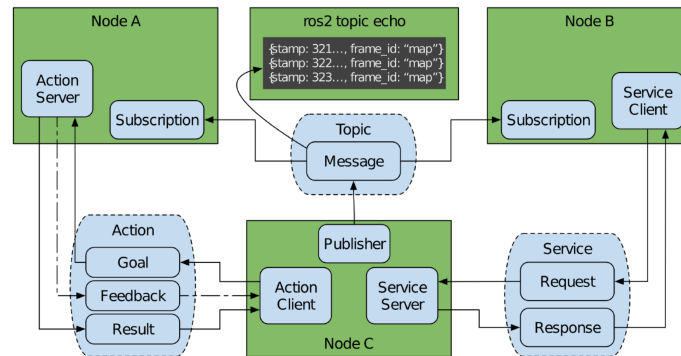 Node A
ros2 topic echo
Node B
{stamp: 321..., frame_id: “map”}
{stamp: 322..., frame_id: “map”}
{stamp: 323..., frame_id: “map”}
Action
Server
Subscription
Topic
Message
Subscription
Service
Client
Action
Goal
Feedback
Result
Publisher
Action
Client
Service
Server
Node C
Service
Request
Response